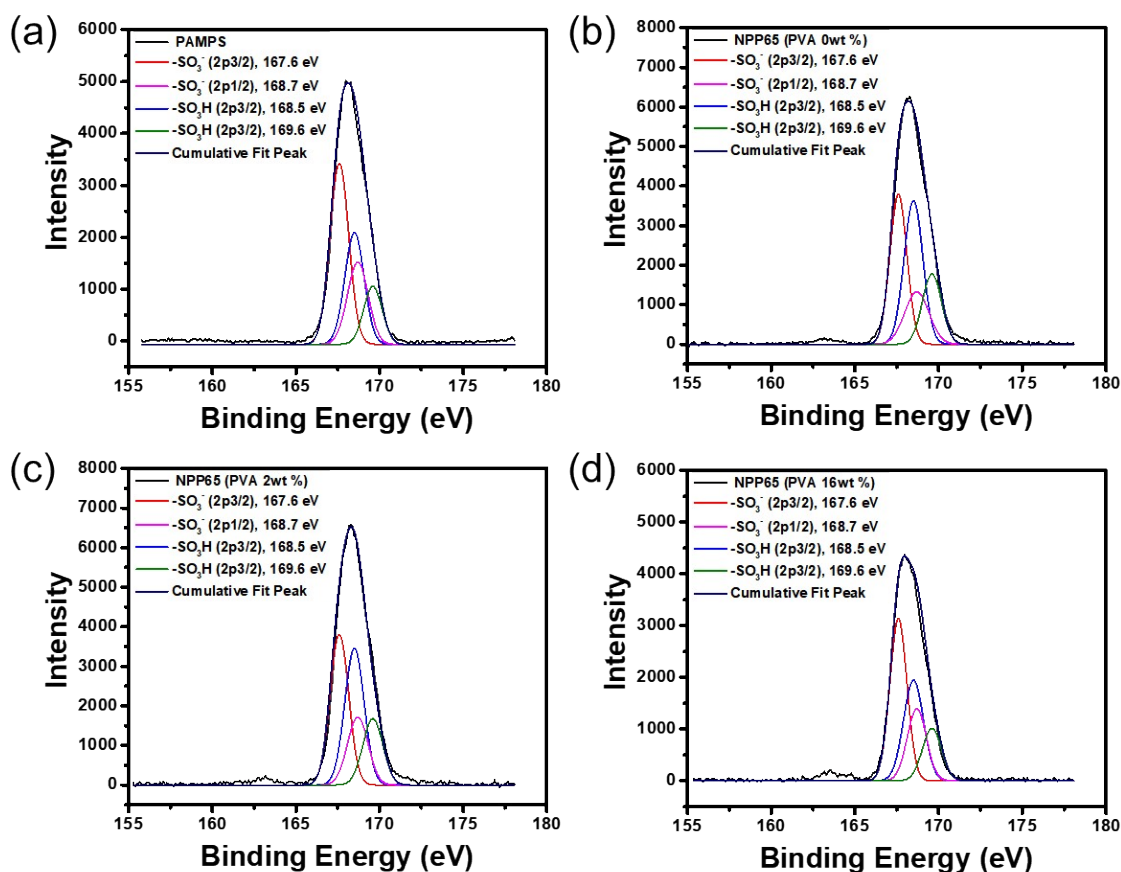 (a)
6000
5000
4000
3000
2000
1000
0
Intensity
PAMPS
-SO₃⁻ (2p3/2), 167.6 eV
-SO₃⁻ (2p1/2), 168.7 eV
-SO₃H (2p3/2), 168.5 eV
-SO₃H (2p3/2), 169.6 eV
Cumulative Fit Peak
155 160 165 170 175 180
Binding Energy (eV)
(b)
8000
7000
6000
5000
4000
3000
2000
1000
0
Intensity
NPP65 (PVA 0wt %)
-SO₃⁻ (2p3/2), 167.6 eV
-SO₃⁻ (2p1/2), 168.7 eV
-SO₃H (2p3/2), 168.5 eV
-SO₃H (2p3/2), 169.6 eV
Cumulative Fit Peak
155 160 165 170 175 180
Binding Energy (eV)
(c)
8000
7000
6000
5000
4000
3000
2000
1000
0
Intensity
NPP65 (PVA 2wt %)
-SO₃⁻ (2p3/2), 167.6 eV
-SO₃⁻ (2p1/2), 168.7 eV
-SO₃H (2p3/2), 168.5 eV
-SO₃H (2p3/2), 169.6 eV
Cumulative Fit Peak
155 160 165 170 175 180
Binding Energy (eV)
(d)
6000
5000
4000
3000
2000
1000
0
Intensity
NPP65 (PVA 16wt %)
-SO₃⁻ (2p3/2), 167.6 eV
-SO₃⁻ (2p1/2), 168.7 eV
-SO₃H (2p3/2), 168.5 eV
-SO₃H (2p3/2), 169.6 eV
Cumulative Fit Peak
155 160 165 170 175 180
Binding Energy (eV)